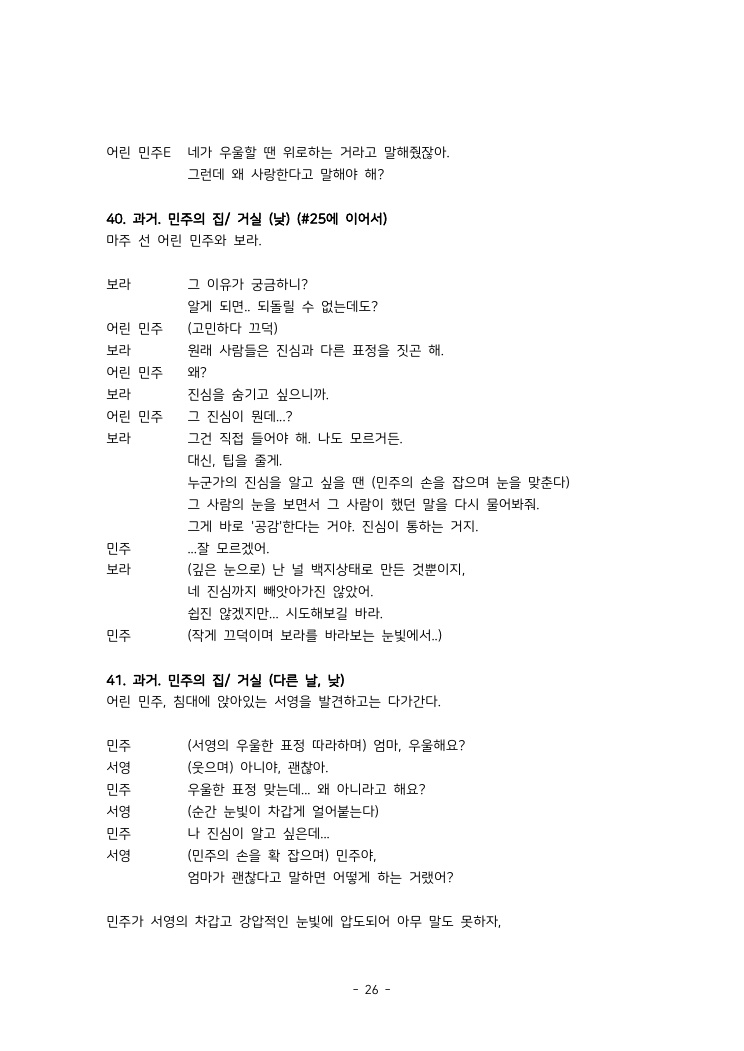 어린 민주E 네가 우울할 땐 위로하는 거라고 말해줬잖아.
그런데 왜 사랑한다고 말해야 해?
40. 과거. 민주의 집/ 거실 (낮) (#25에 이어서)
마주 선 어린 민주와 보라.
보라 그 이유가 궁금하니?
알게 되면.. 되돌릴 수 없는데도?
어린 민주 (고민하다 끄덕)
보라 원래 사람들은 진심과 다른 표정을 짓곤 해.
어린 민주 왜?
보라 진심을 숨기고 싶으니까.
어린 민주 그 진심이 뭔데...?
보라 그건 직접 들어야 해. 나도 모르거든.
대신, 팁을 줄게.
누군가의 진심을 알고 싶을 땐 (민주의 손을 잡으며 눈을 맞춘다)
그 사람의 눈을 보면서 그 사람이 했던 말을 다시 물어봐줘.
그게 바로 '공감'한다는 거야. 진심이 통하는 거지.
민주 ...잘 모르겠어.
보라 (깊은 눈으로) 난 널 백지상태로 만든 것뿐이지,
네 진심까지 빼앗아가진 않았어.
쉽진 않겠지만... 시도해보길 바라.
민주 (작게 끄덕이며 보라를 바라보는 눈빛에서..)
41. 과거. 민주의 집/ 거실 (다른 날, 낮)
어린 민주, 침대에 앉아있는 서영을 발견하고는 다가간다.
민주 (서영의 우울한 표정 따라하며) 엄마, 우울해요?
서영 (웃으며) 아니야, 괜찮아.
민주 우울한 표정 맞는데... 왜 아니라고 해요?
서영 (순간 눈빛이 차갑게 얼어붙는다)
민주 나 진심이 알고 싶은데...
서영 (민주의 손을 확 잡으며) 민주야,
엄마가 괜찮다고 말하면 어떻게 하는 거랬어?
민주가 서영의 차갑고 강압적인 눈빛에 압도되어 아무 말도 못하자,
- 26 -